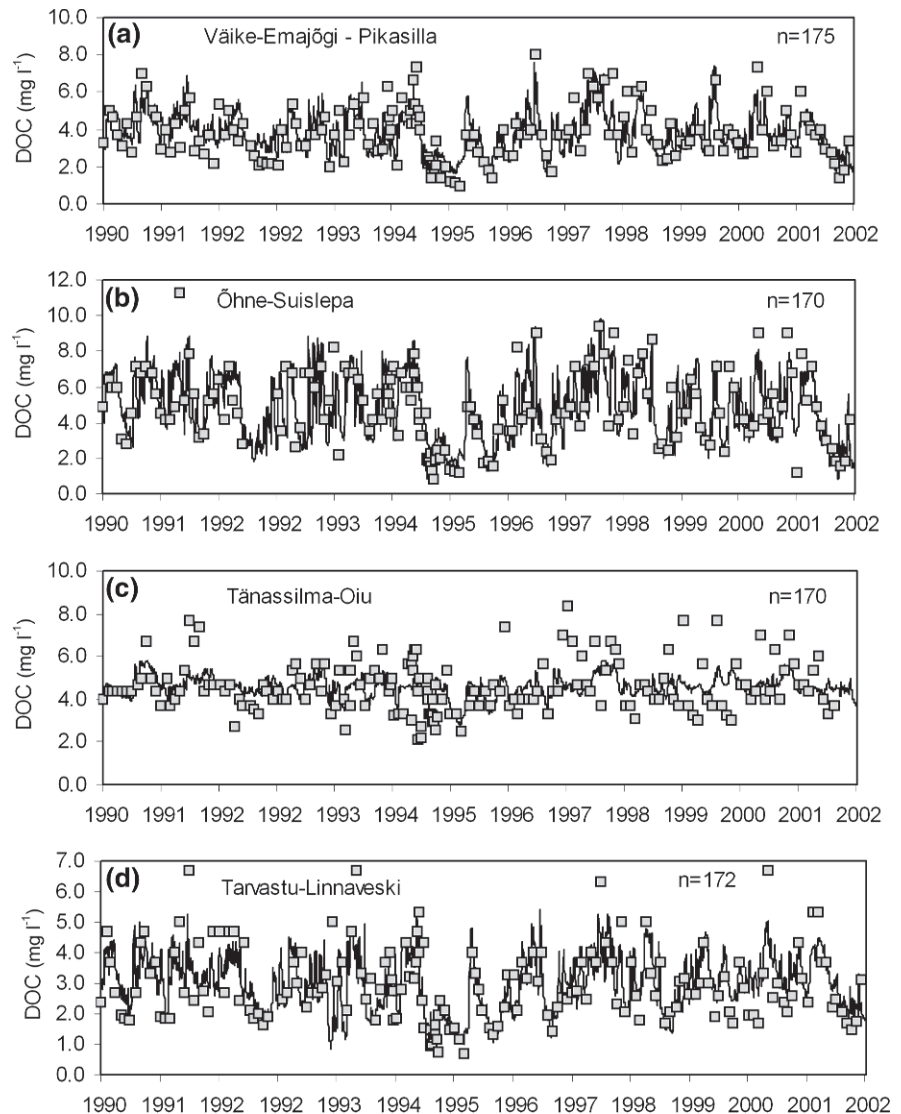 (a) Väike-Emajõgi - Pikasilla n=175
DOC (mg l-1)
10.0
8.0
6.0
4.0
2.0
0.0
1990 1991 1992 1992 1993 1994 1995 1996 1997 1998 1999 2000 2001 2002
(b) Õhne-Suislepa n=170
DOC (mg l-1)
12.0
10.0
8.0
6.0
4.0
2.0
0.0
1990 1991 1992 1992 1993 1994 1995 1996 1997 1998 1999 2000 2001 2002
(c) Tänassilma-Oiu n=170
DOC (mg l-1)
10.0
8.0
6.0
4.0
2.0
0.0
1990 1991 1992 1992 1993 1994 1995 1996 1997 1998 1999 2000 2001 2002
(d) Tarvastu-Linnaveski n=172
DOC (mg l-1)
7.0
6.0
5.0
4.0
3.0
2.0
1.0
0.0
1990 1991 1992 1992 1993 1994 1995 1996 1997 1998 1999 2000 2001 2002